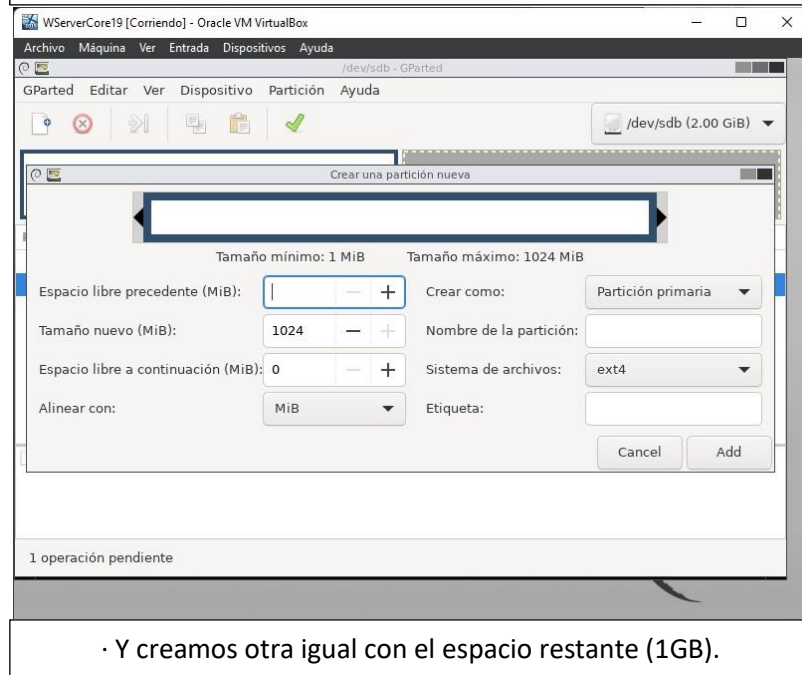 WServerCore19 [Corriendo] - Oracle VM VirtualBox
Archivo Máquina Ver Entrada Dispositivos Ayuda
/dev/sdb - GParted
GParted Editar Ver Dispositivo Partición Ayuda
/dev/sdb (2.00 GiB)
Crear una partición nueva
Tamaño mínimo: 1 MiB Tamaño máximo: 1024 MiB
Espacio libre precedente (MiB): Crear como: Partición primaria
Tamaño nuevo (MiB): 1024 Nombre de la partición:
Espacio libre a continuación (MiB): 0 Sistema de archivos: ext4
Alinear con: MiB Etiqueta:
Cancel Add
1 operación pendiente
· Y creamos otra igual con el espacio restante (1GB).